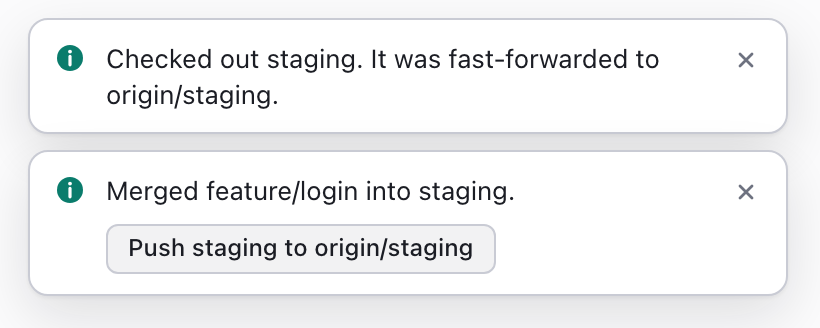 Checked out staging. It was fast-forwarded to
origin/staging.
Merged feature/login into staging.
Push staging to origin/staging